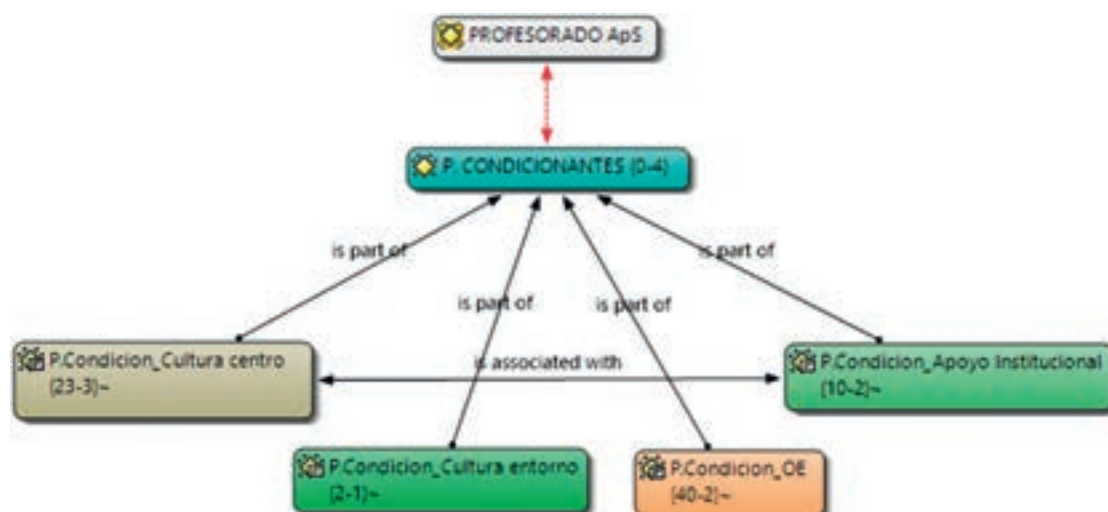 PROFESORADO ApS
P. CONDICIONANTES {0-4}
is part of
is part of
is part of
is part of
P.Condicion_Cultura centro
{23-3}~
is associated with
P.Condicion_Apoyo Institucional
{10-2}~
P.Condicion_Cultura entorno
{2-1}~
P.Condicion_OE
{40-2}~